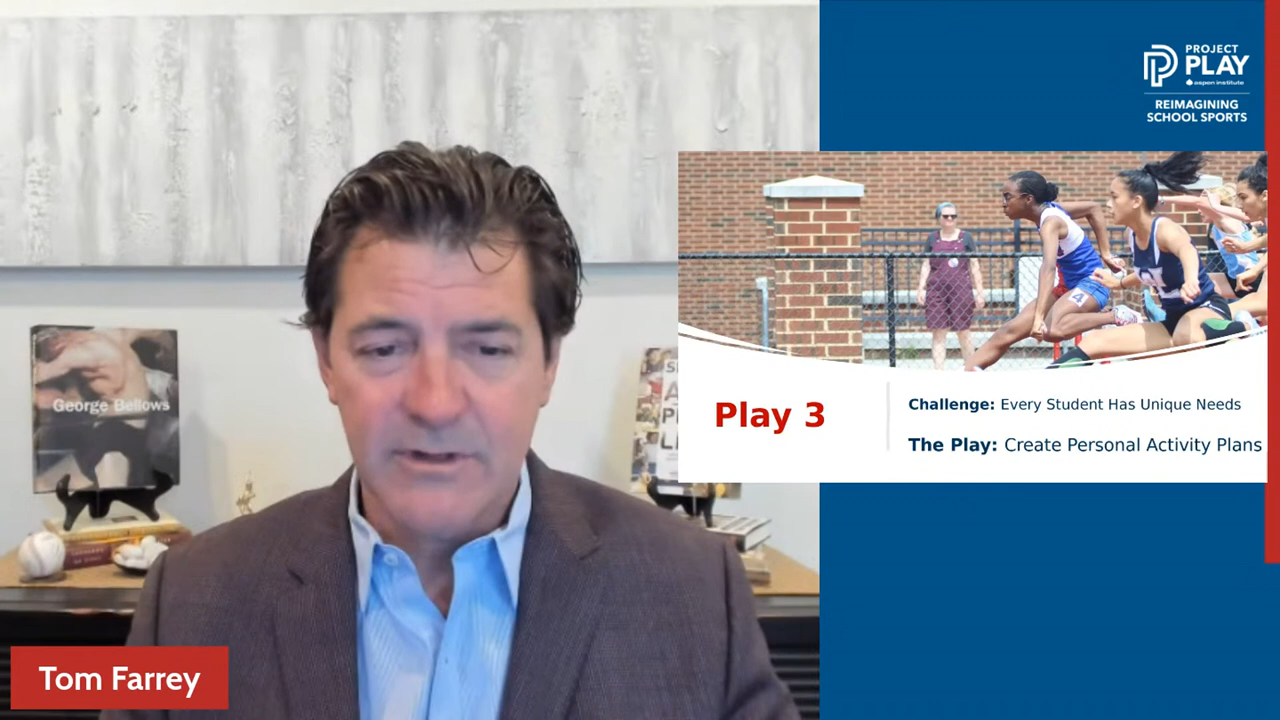 PROJECT
PLAY
aspen institute
REIMAGINING
SCHOOL SPORTS
George Bellows
4
Play 3
Challenge: Every Student Has Unique Needs
The Play: Create Personal Activity Plans
Tom Farrey